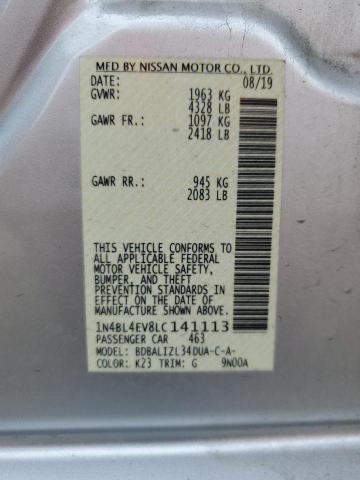 MFD BY NISSAN MOTOR CO., LTD.
DATE: 08/19
GVWR: 1963 KG
4328 LB
GAWR FR.: 1097 KG
2418 LB
GAWR RR.: 945 KG
2083 LB
THIS VEHICLE CONFORMS TO
ALL APPLICABLE FEDERAL
MOTOR VEHICLE SAFETY,
BUMPER, AND THEFT
PREVENTION STANDARDS IN
EFFECT ON THE DATE OF
MANUFACTURE SHOWN ABOVE.
1N4BL4EV8LC141113
PASSENGER CAR 463
MODEL: BDBALIZL34DUA-C-A-
COLOR: K23 TRIM: G 9N00A